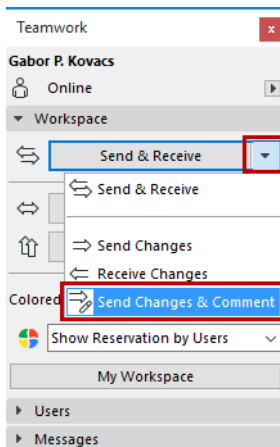 Teamwork
x
Gabor P. Kovacs
Online
Workspace
Send & Receive
Send & Receive
Send Changes
Receive Changes
Colored
Send Changes & Comment
Show Reservation by Users
My Workspace
Users
Messages